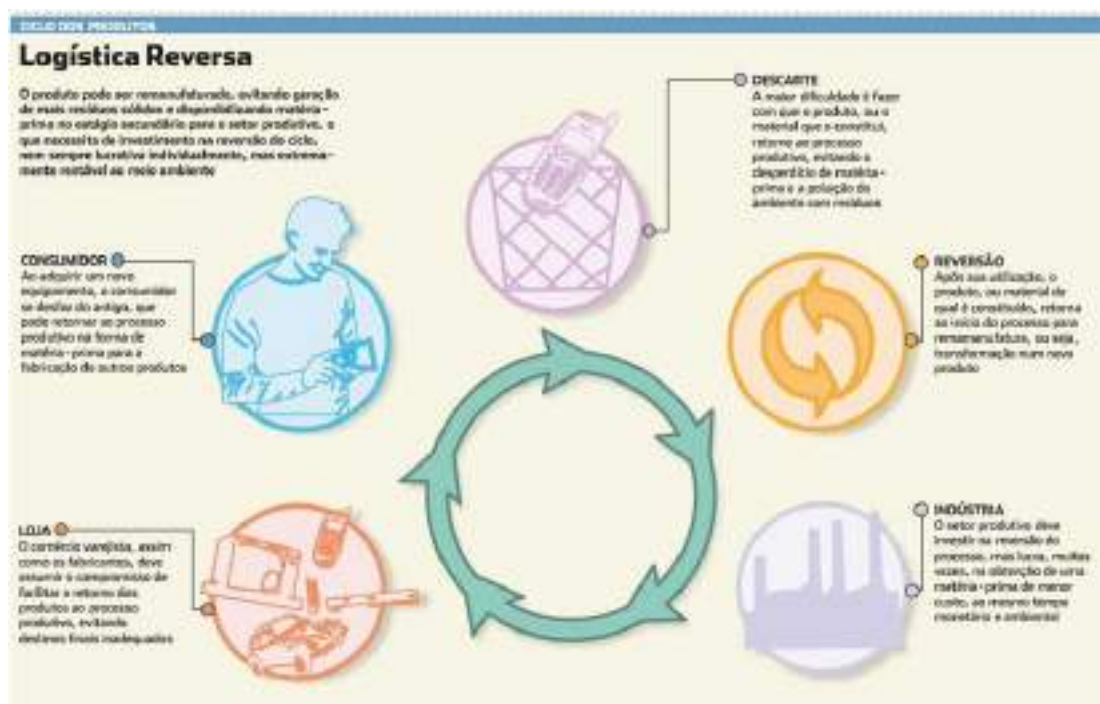 CICLO DOS PRODUTOS
Logística Reversa
O produto pode ser remanufaturado, evitando geração
de mais resíduos sólidos e disponibilizando matéria-
prima no estágio secundário para o setor produtivo, o
que necessita de investimento na reversão do ciclo,
nem sempre lucrativo individualmente, mas extrema-
mente rentável ao meio ambiente
DESCARTE
A maior dificuldade é fazer
com que o produto, ou o
material que o constitui,
retorne ao processo
produtivo, evitando o
desperdício de matéria-
prima e a poluição do
ambiente com resíduos
CONSUMIDOR
Ao adquirir um novo
equipamento, o consumidor
se desfaz do antigo, que
pode retornar ao processo
produtivo na forma de
matéria-prima para a
fabricação de outros produtos
REVERSÃO
Após sua utilização, o
produto, ou material do
qual é constituído, retorna
ao início do processo para
remanufatura, ou seja,
transformação num novo
produto
LOJA
O comércio varejista, assim
como os fabricantes, deve
assumir o compromisso de
facilitar o retorno dos
produtos ao processo
produtivo, evitando
destinos finais inadequados
INDÚSTRIA
O setor produtivo deve
investir na reversão do
processo, mas lucra, muitas
vezes, na obtenção de uma
matéria-prima de menor
custo, ao mesmo tempo
monetário e ambiental